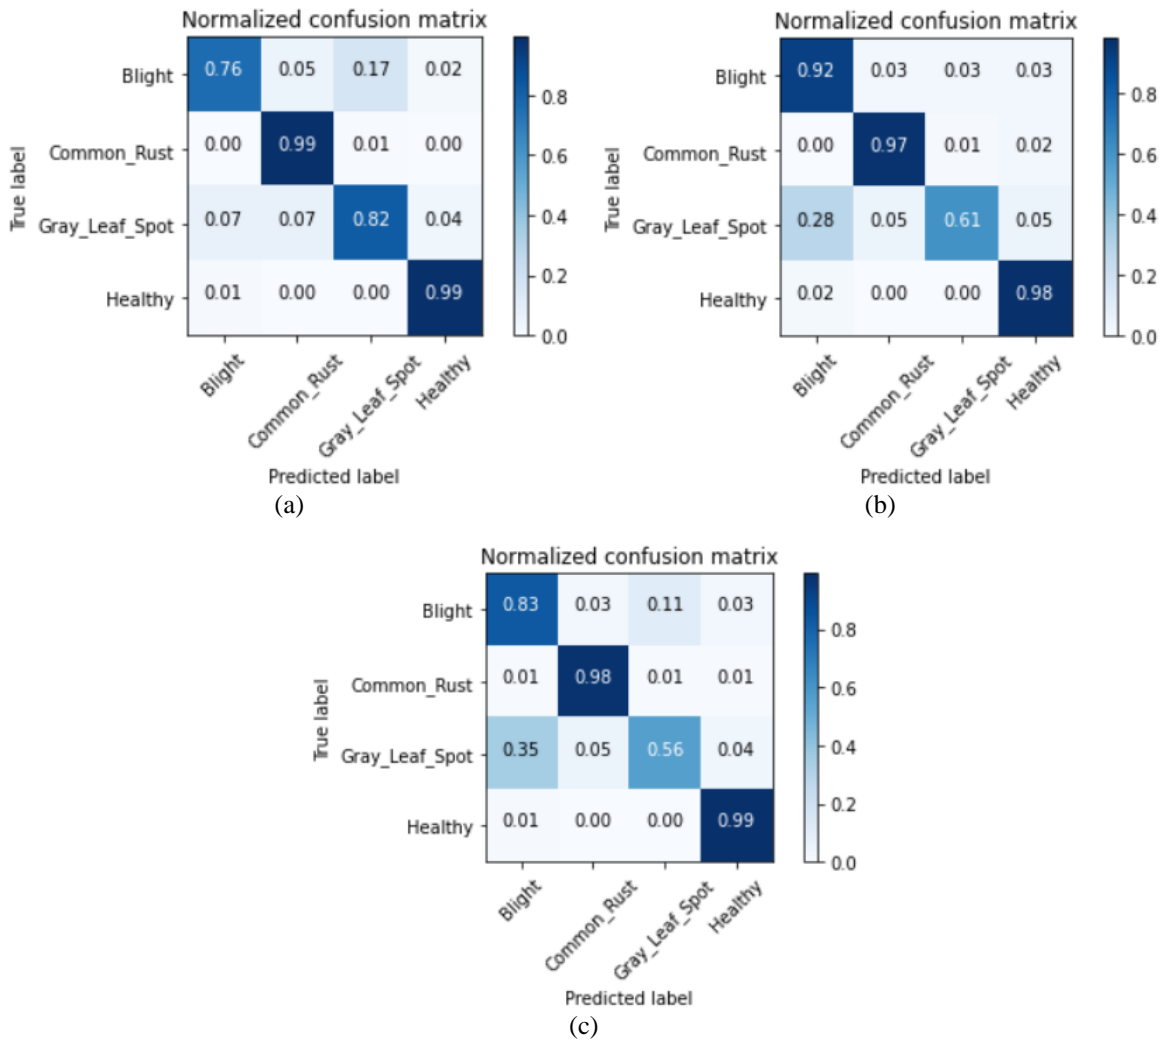 Normalized confusion matrix
Blight 0.76 0.05 0.17 0.02
Common_Rust 0.00 0.99 0.01 0.00
Gray_Leaf_Spot 0.07 0.07 0.82 0.04
Healthy 0.01 0.00 0.00 0.99
True label
Blight Common_Rust Gray_Leaf_Spot Healthy
Predicted label
0.8
0.6
0.4
0.2
0.0
(a)
Normalized confusion matrix
Blight 0.92 0.03 0.03 0.03
Common_Rust 0.00 0.97 0.01 0.02
Gray_Leaf_Spot 0.28 0.05 0.61 0.05
Healthy 0.02 0.00 0.00 0.98
True label
Blight Common_Rust Gray_Leaf_Spot Healthy
Predicted label
0.8
0.6
0.4
0.2
0.0
(b)
Normalized confusion matrix
Blight 0.83 0.03 0.11 0.03
Common_Rust 0.01 0.98 0.01 0.01
Gray_Leaf_Spot 0.35 0.05 0.56 0.04
Healthy 0.01 0.00 0.00 0.99
True label
Blight Common_Rust Gray_Leaf_Spot Healthy
Predicted label
0.8
0.6
0.4
0.2
0.0
(c)